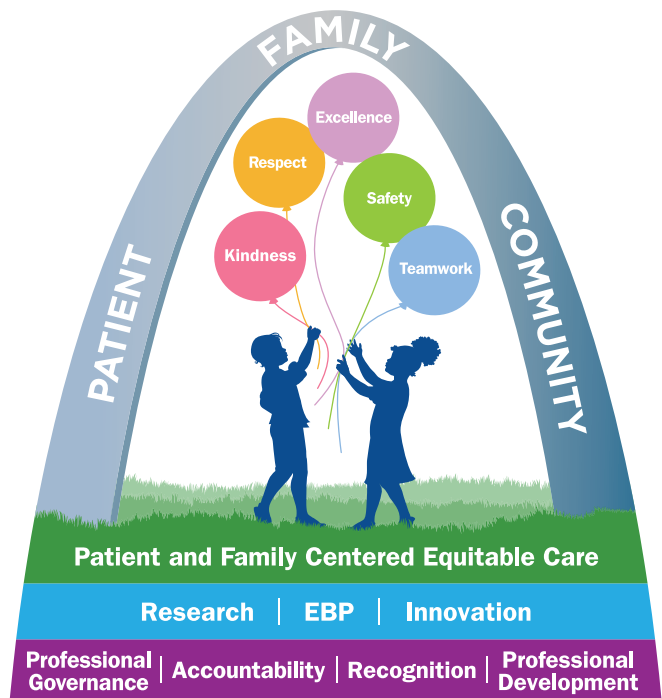 FAMILY
PATIENT
COMMUNITY
Excellence
Respect
Safety
Kindness
Teamwork
Patient and Family Centered Equitable Care
Research | EBP | Innovation
Professional Governance | Accountability | Recognition | Professional Development